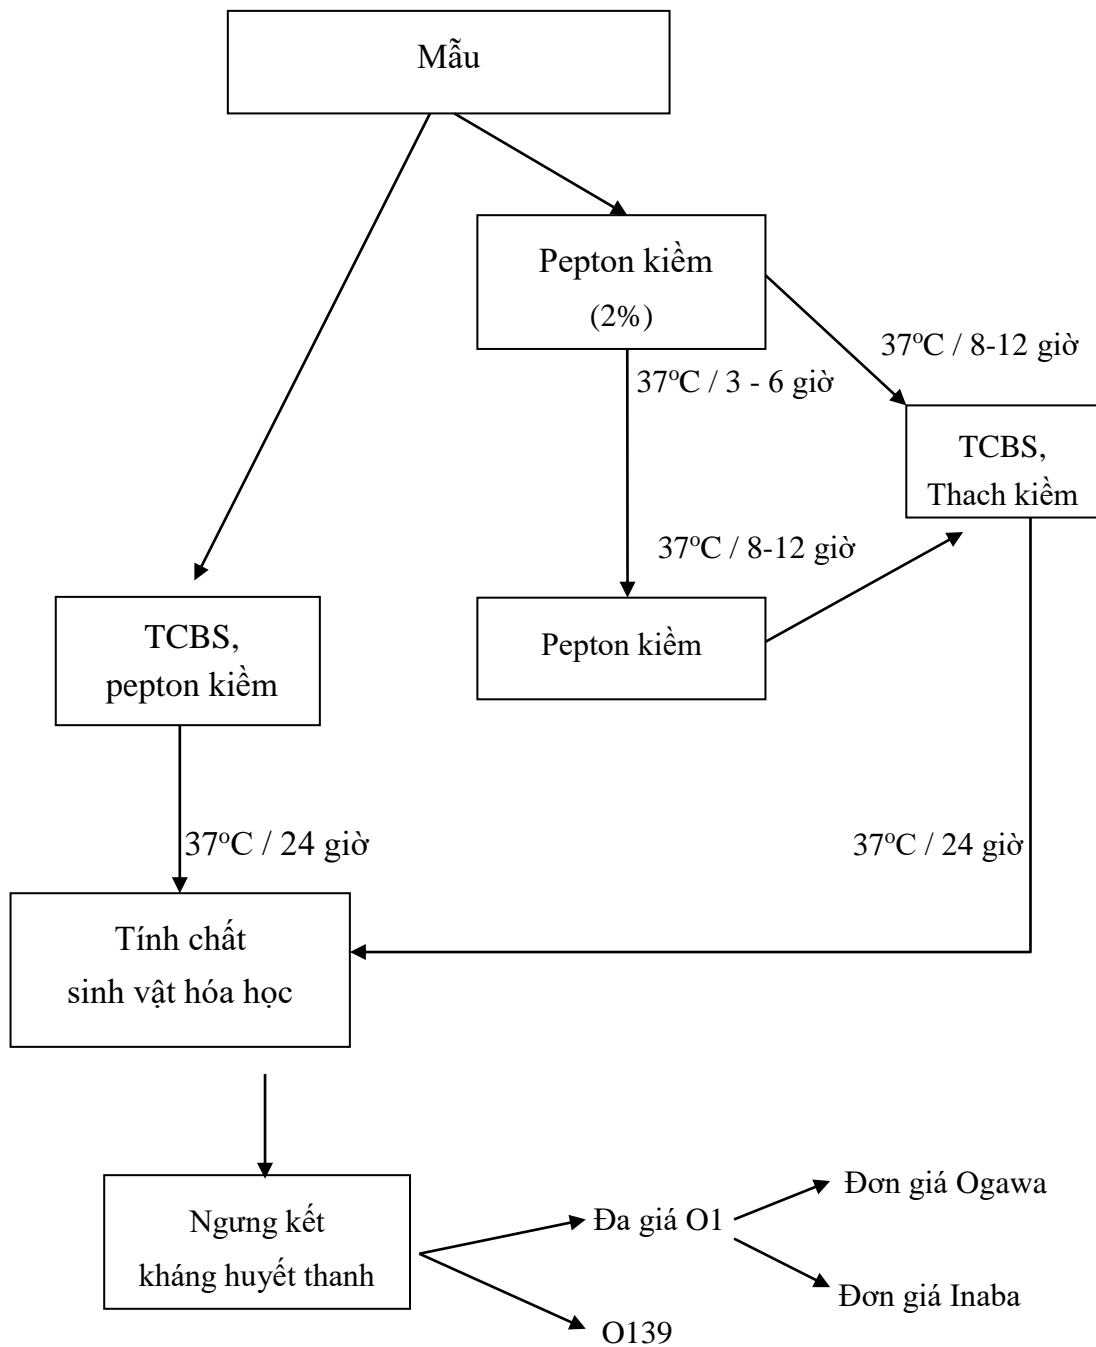 Mẫu
Pepton kiềm
(2%)
37ºC / 8-12 giờ
37ºC / 3 - 6 giờ
TCBS,
Thach kiềm
37ºC / 8-12 giờ
TCBS,
pepton kiềm
Pepton kiềm
37ºC / 24 giờ
37ºC / 24 giờ
Tính chất
sinh vật hóa học
Ngưng kết
kháng huyết thanh
Đa giá O1
Đơn giá Ogawa
Đơn giá Inaba
O139